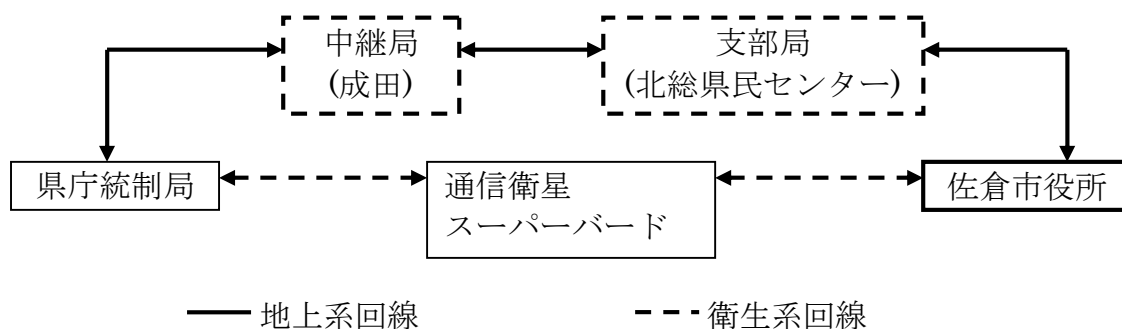 中継局
(成田)
支部局
(北総県民センター)
県庁統制局
通信衛星
スーパーバード
佐倉市役所
地上系回線
衛生系回線